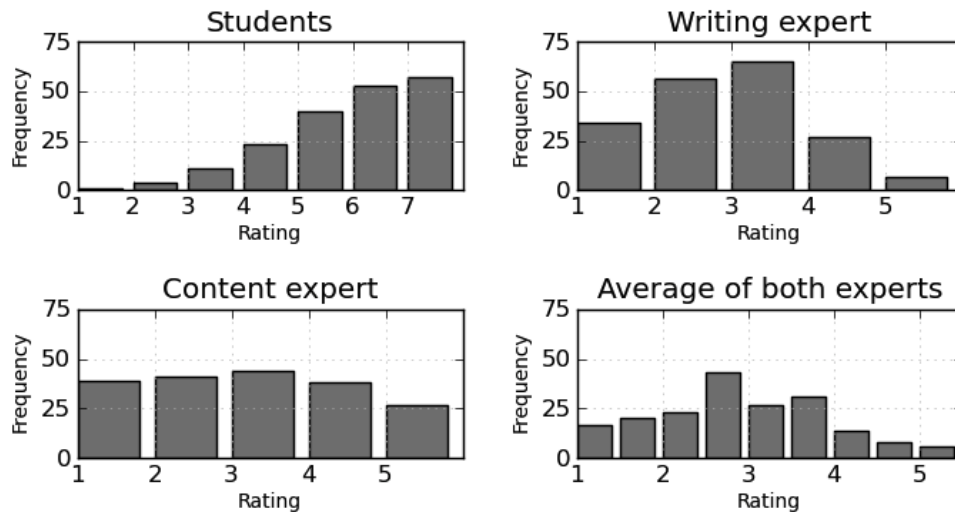 Students
75
50
25
0
Frequency
1 2 3 4 5 6 7
Rating
Writing expert
75
50
25
0
Frequency
1 2 3 4 5
Rating
Content expert
75
50
25
0
Frequency
1 2 3 4 5
Rating
Average of both experts
75
50
25
0
Frequency
1 2 3 4 5
Rating